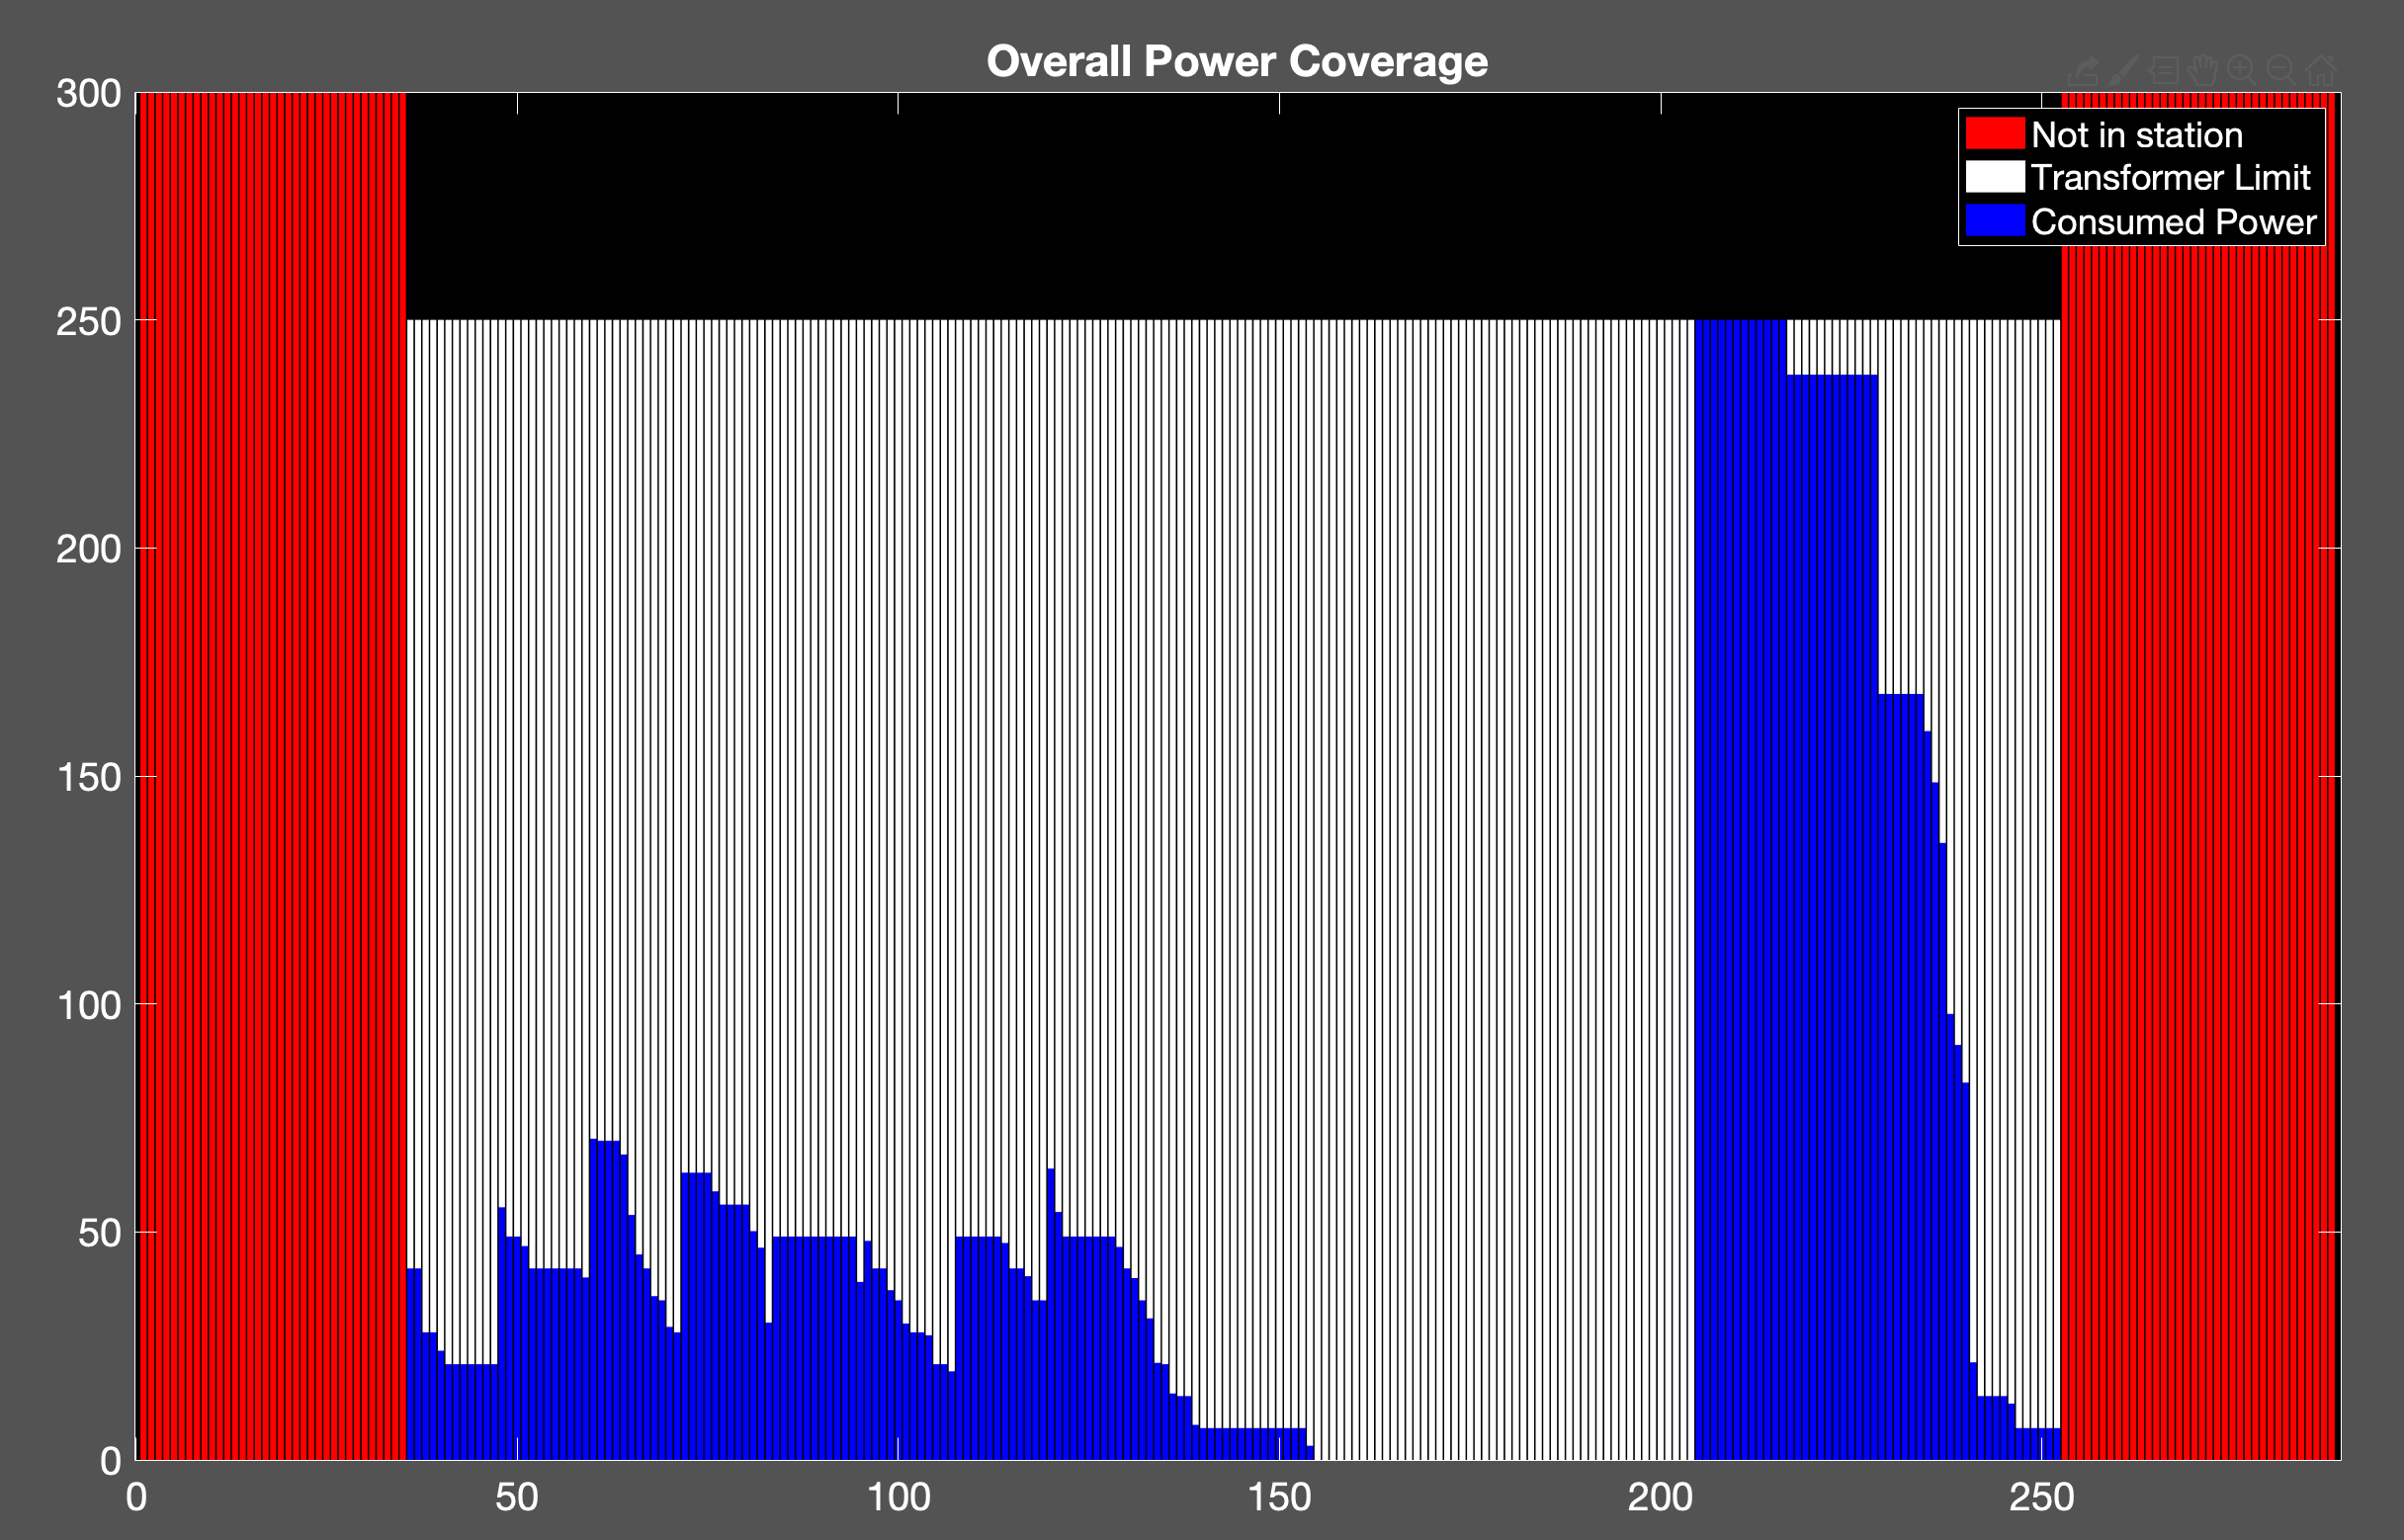 Overall Power Coverage
300
Not in station
Transformer Limit
Consumed Power
250
200
150
100
50
0
0 50 100 150 200 250